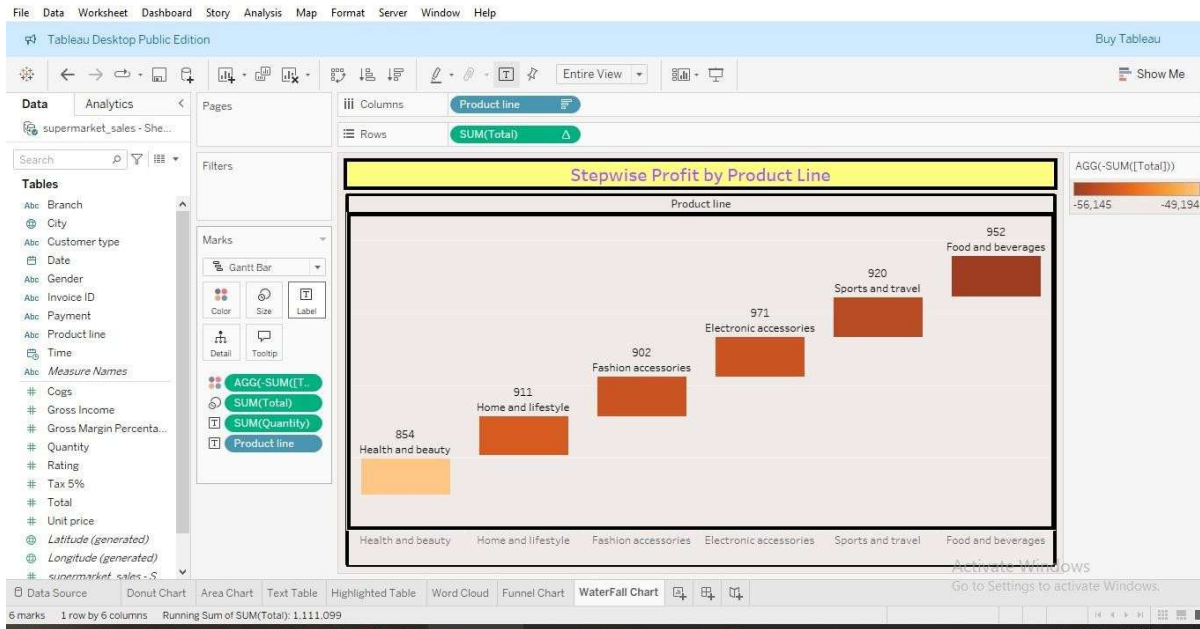 File Data Worksheet Dashboard Story Analysis Map Format Server Window Help
Tableau Desktop Public Edition
Buy Tableau
Entire View
Show Me
Data Analytics
supermarket_sales - She...
Search
Tables
Abc Branch
City
Abc Customer type
Date
Abc Gender
Abc Invoice ID
Abc Payment
Abc Product line
Time
Abc Measure Names
# Cogs
# Gross Income
# Gross Margin Percenta...
# Quantity
# Rating
# Tax 5%
# Total
# Unit price
Latitude (generated)
Longitude (generated)
# supermarket_sales - S
Pages
Filters
Marks
Gantt Bar
Color Size Label
Detail Tooltip
AGG(-SUM([T..
SUM(Total)
SUM(Quantity)
Product line
Columns Product line
Rows SUM(Total) Δ
Stepwise Profit by Product Line
Product line
854
Health and beauty
911
Home and lifestyle
902
Fashion accessories
971
Electronic accessories
920
Sports and travel
952
Food and beverages
Health and beauty Home and lifestyle Fashion accessories Electronic accessories Sports and travel Food and beverages
AGG(-SUM([Total]))
-56,145 -49,194
Activate Windows
Go to Settings to activate Windows.
Data Source Donut Chart Area Chart Text Table Highlighted Table Word Cloud Funnel Chart WaterFall Chart
6 marks 1 row by 6 columns Running Sum of SUM(Total): 1.111.099